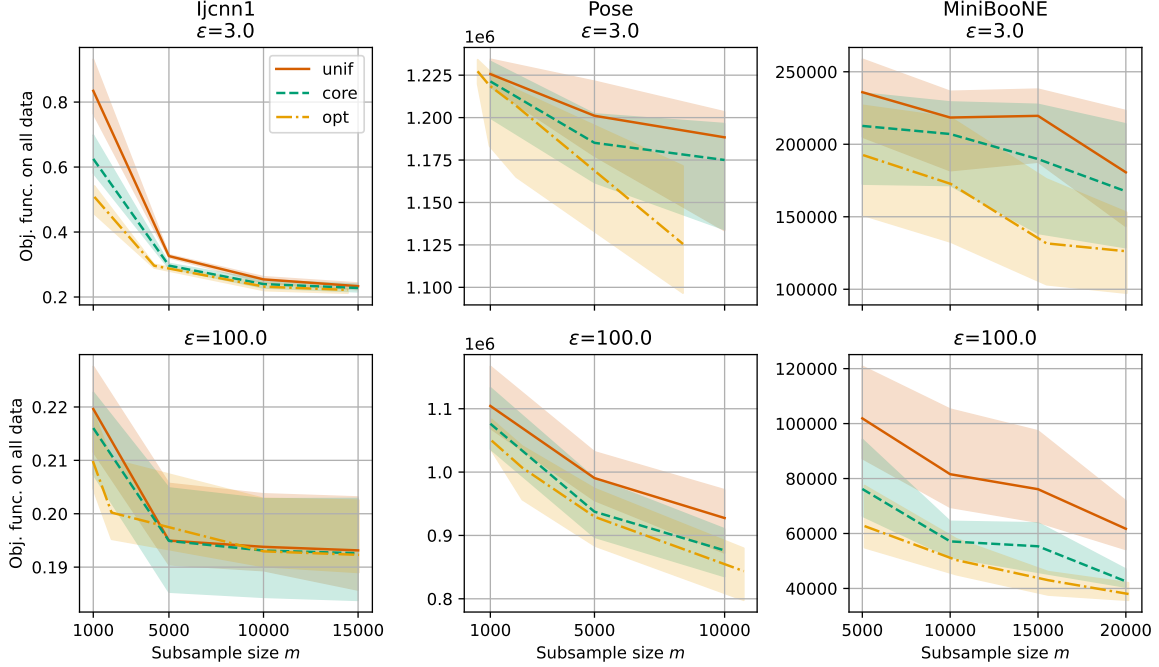 Ijcnn1
ε=3.0
Pose
ε=3.0
MiniBooNE
ε=3.0
1e6
Obj. func. on all data
0.8
0.6
0.4
0.2
unif
core
opt
1.225
1.200
1.175
1.150
1.125
1.100
250000
200000
150000
100000
ε=100.0
ε=100.0
ε=100.0
1e6
Obj. func. on all data
0.22
0.21
0.20
0.19
1.1
1.0
0.9
0.8
120000
100000
80000
60000
40000
1000 5000 10000 15000
1000 5000 10000
5000 10000 15000 20000
Subsample size m
Subsample size m
Subsample size m